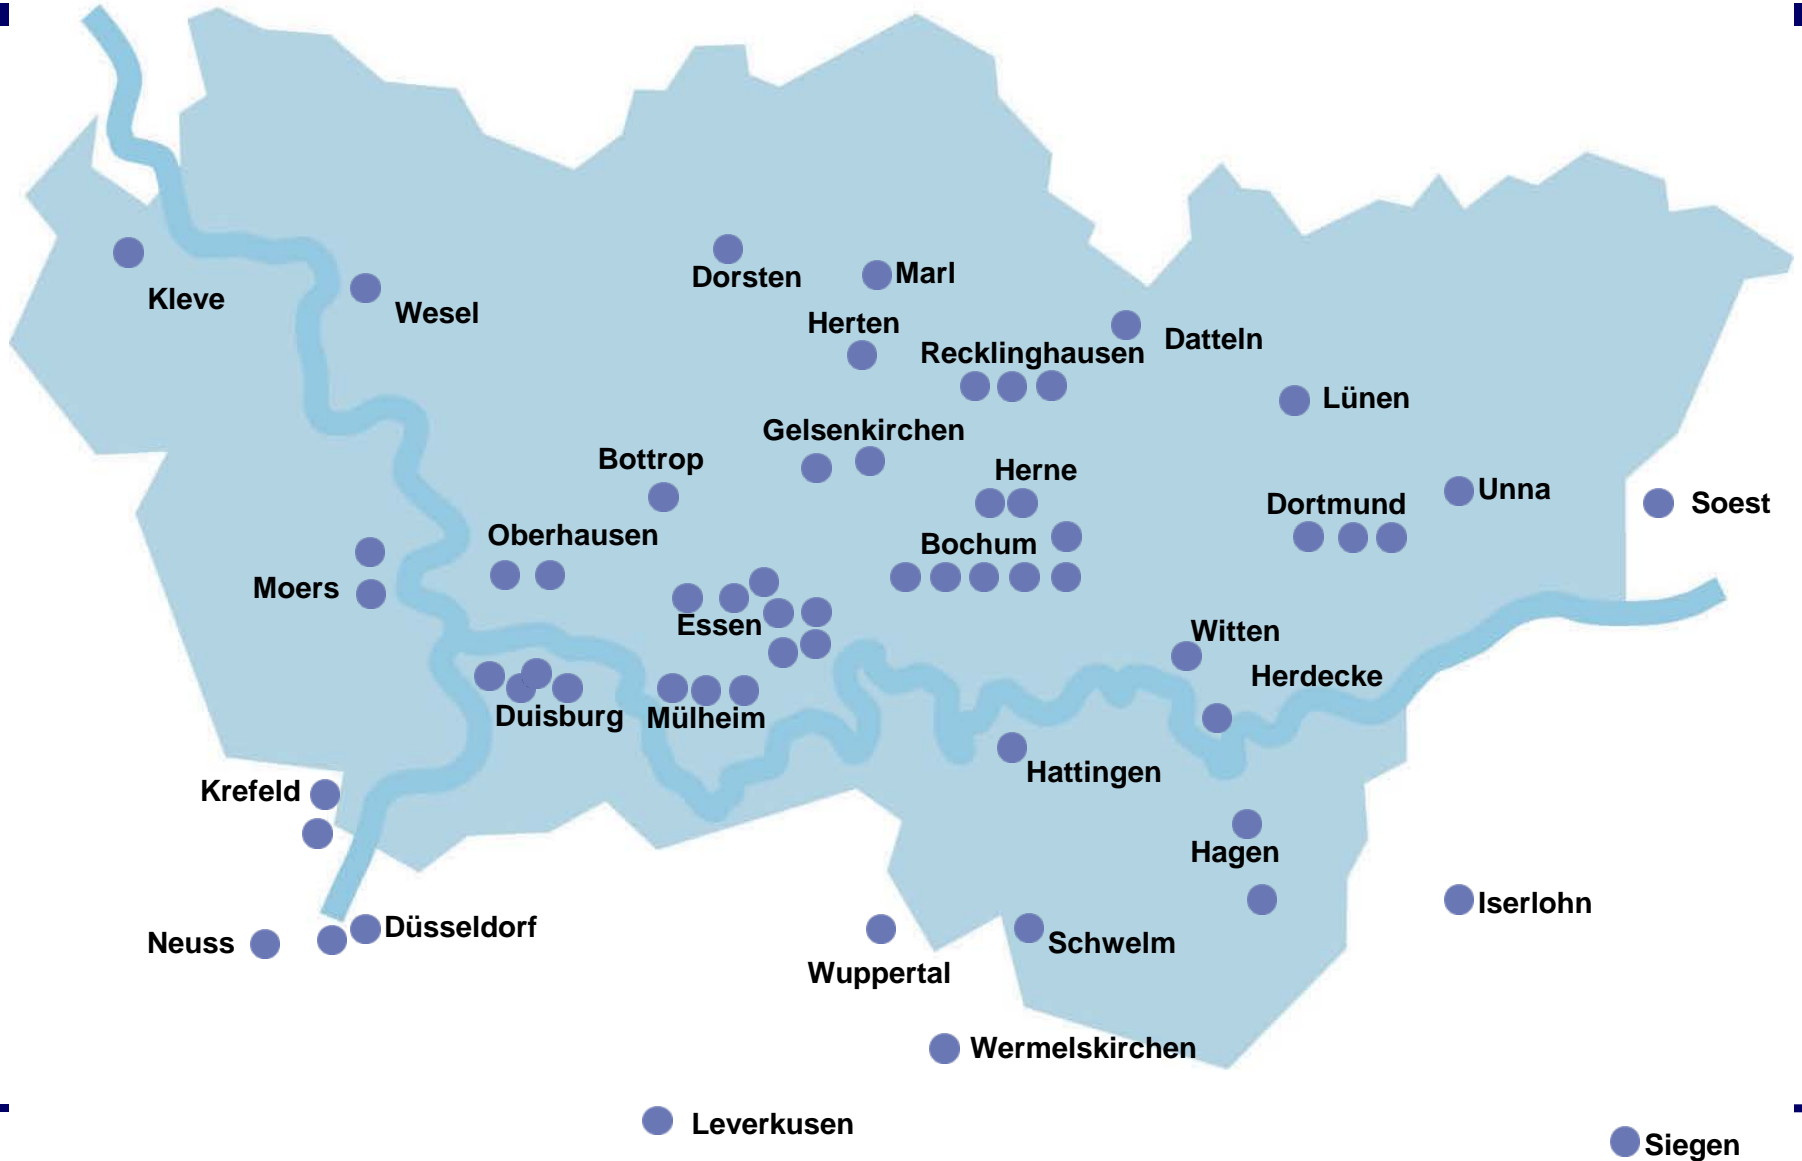 Dorsten
Marl
Kleve
Wesel
Herten
Datteln
Recklinghausen
Lünen
Gelsenkirchen
Bottrop
Herne
Unna
Dortmund
Soest
Oberhausen
Bochum
Moers
Essen
Witten
Herdecke
Duisburg
Mülheim
Hattingen
Krefeld
Hagen
Iserlohn
Düsseldorf
Neuss
Schwelm
Wuppertal
Wermelskirchen
Leverkusen
Siegen